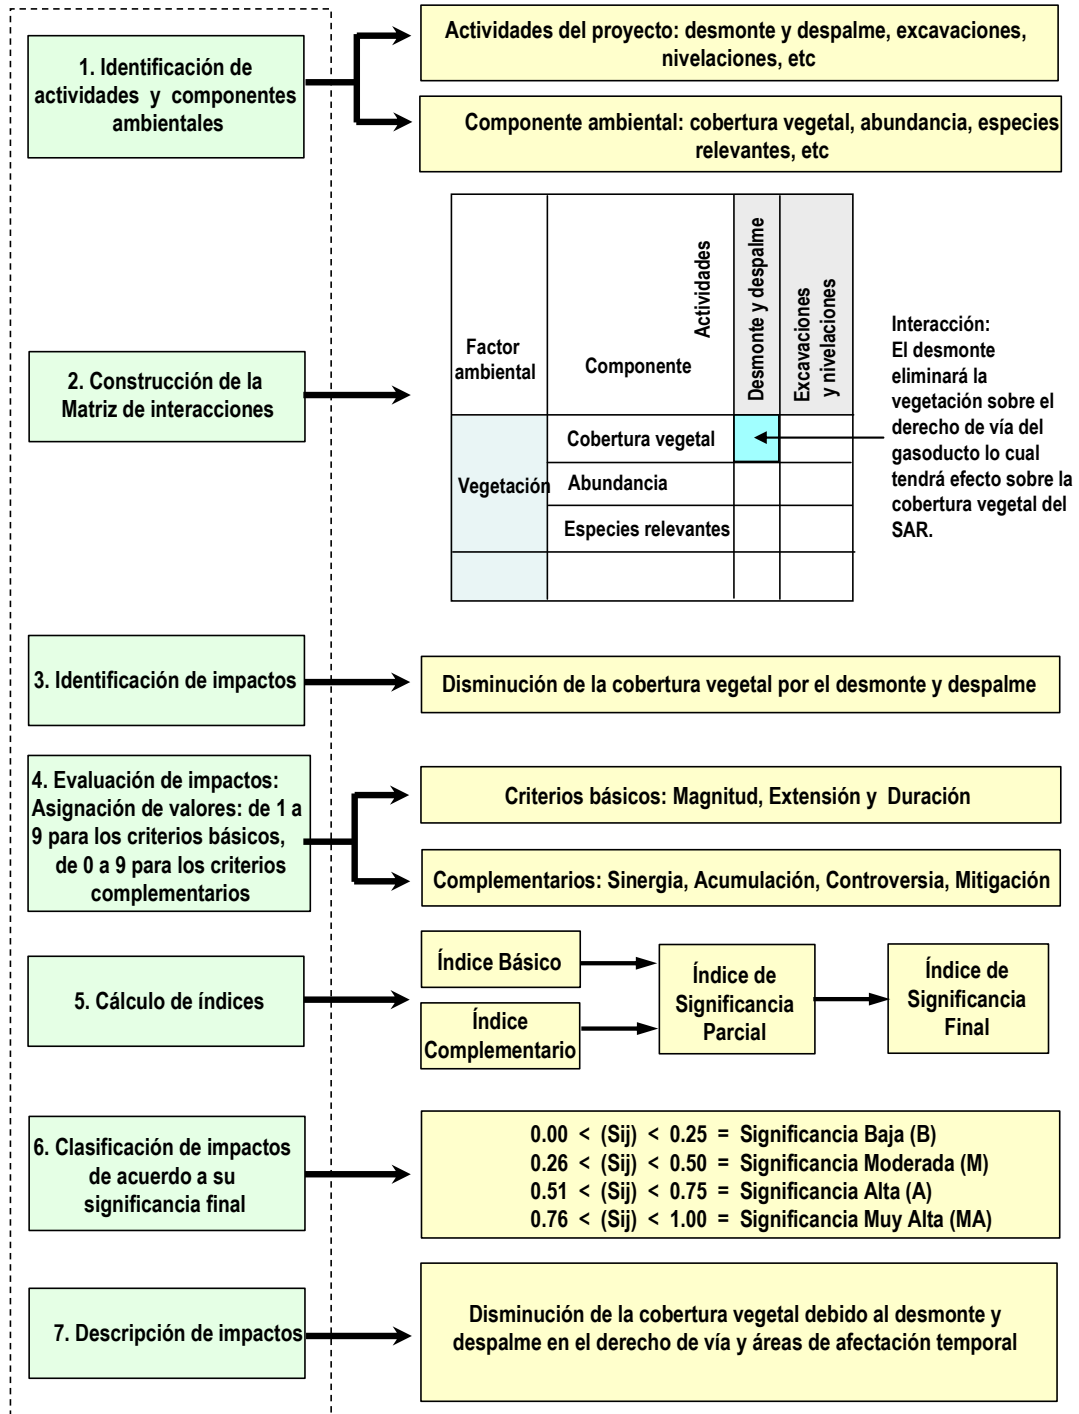 1. Identificación de
actividades y componentes
ambientales
Actividades del proyecto: desmonte y despalme, excavaciones,
nivelaciones, etc
Componente ambiental: cobertura vegetal, abundancia, especies
relevantes, etc
2. Construcción de la
Matriz de interacciones
Factor
ambiental
Componente
Actividades
Desmonte y despalme
Excavaciones
y nivelaciones
Vegetación
Cobertura vegetal
Abundancia
Especies relevantes
Interacción:
El desmonte
eliminará la
vegetación sobre el
derecho de vía del
gasoducto lo cual
tendrá efecto sobre la
cobertura vegetal del
SAR.
3. Identificación de impactos
Disminución de la cobertura vegetal por el desmonte y despalme
4. Evaluación de impactos:
Asignación de valores: de 1 a
9 para los criterios básicos,
de 0 a 9 para los criterios
complementarios
Criterios básicos: Magnitud, Extensión y Duración
Complementarios: Sinergia, Acumulación, Controversia, Mitigación
5. Cálculo de índices
Índice Básico
Índice
Complementario
Índice de
Significancia
Parcial
Índice de
Significancia
Final
6. Clasificación de impactos
de acuerdo a su
significancia final
0.00 < (Sij) < 0.25 = Significancia Baja (B)
0.26 < (Sij) < 0.50 = Significancia Moderada (M)
0.51 < (Sij) < 0.75 = Significancia Alta (A)
0.76 < (Sij) < 1.00 = Significancia Muy Alta (MA)
7. Descripción de impactos
Disminución de la cobertura vegetal debido al desmonte y
despalme en el derecho de vía y áreas de afectación temporal